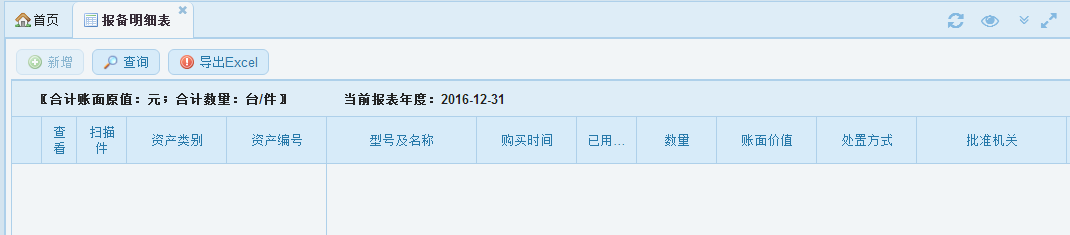 首页 报备明细表
新增 查询 导出Excel
〖合计账面原值：元；合计数量：台/件〗 当前报表年度：2016-12-31
查看 扫描件 资产类别 资产编号 型号及名称 购买时间 已用... 数量 账面价值 处置方式 批准机关